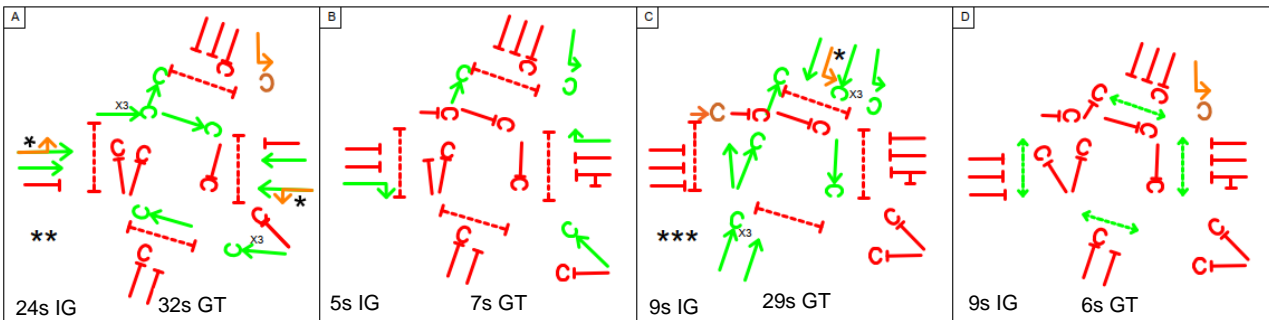 A
X3
*
*
X3
**
24s IG 32s GT
B
5s IG 7s GT
C
*
X3
X3
***
9s IG 29s GT
D
9s IG 6s GT